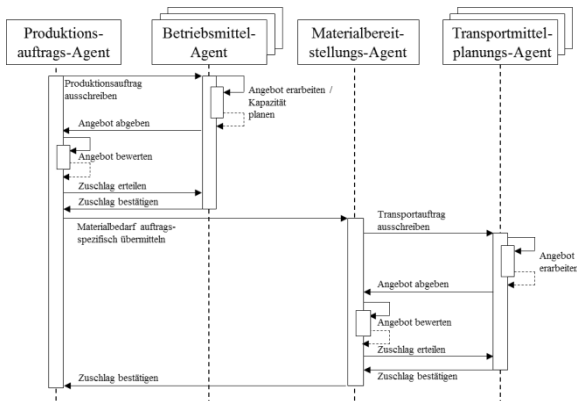 Produktions-
auftrags-Agent
Betriebsmittel-
Agent
Materialbereit-
stellungs-Agent
Transportmittel-
planungs-Agent
Produktionsauftrag
ausschreiben
Angebot erarbeiten /
Kapazität
planen
Angebot abgeben
Angebot bewerten
Zuschlag erteilen
Zuschlag bestätigen
Materialbedarf auftrags-
spezifisch übermitteln
Transportauftrag
ausschreiben
Angebot
erarbeiten
Angebot abgeben
Angebot bewerten
Zuschlag erteilen
Zuschlag bestätigen
Zuschlag bestätigen